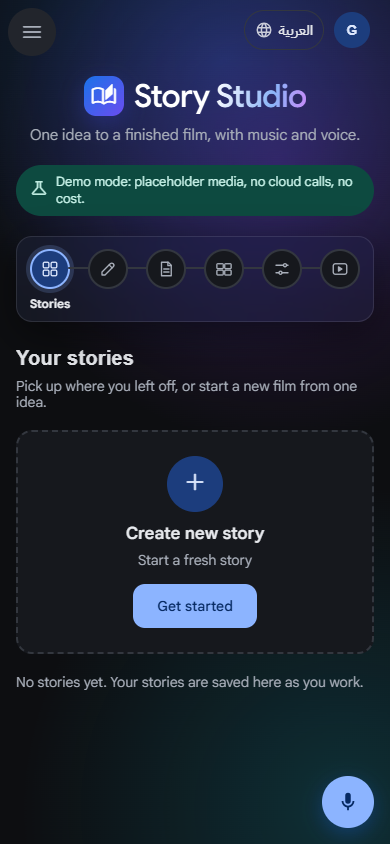 العربية
G
Story Studio
One idea to a finished film, with music and voice.
Demo mode: placeholder media, no cloud calls, no
cost.
Stories
Your stories
Pick up where you left off, or start a new film from one
idea.
Create new story
Start a fresh story
Get started
No stories yet. Your stories are saved here as you work.